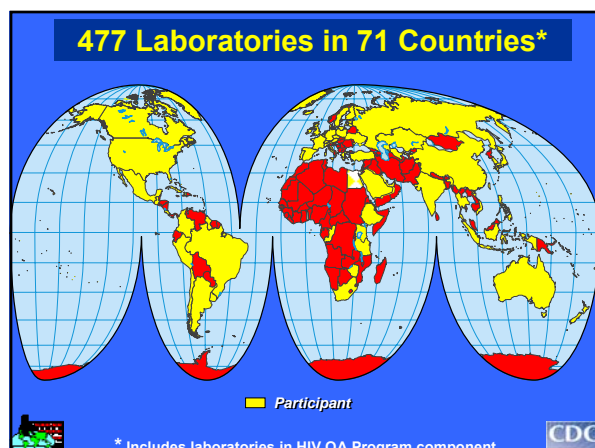 477 Laboratories in 71 Countries*
Participant
* Includes laboratories in HIV QA Program component
CDC